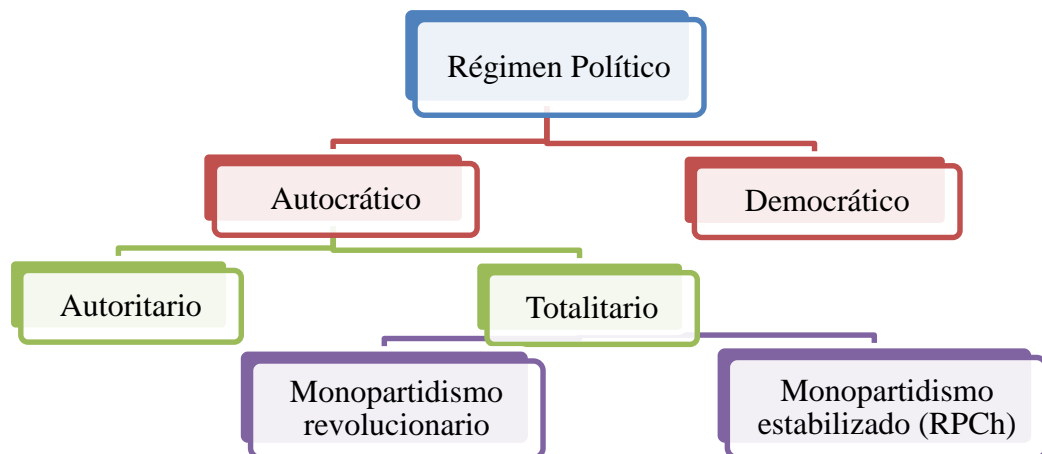 Régimen Político
Autocrático
Democrático
Autoritario
Totalitario
Monopartidismo
revolucionario
Monopartidismo
estabilizado (RPCh)